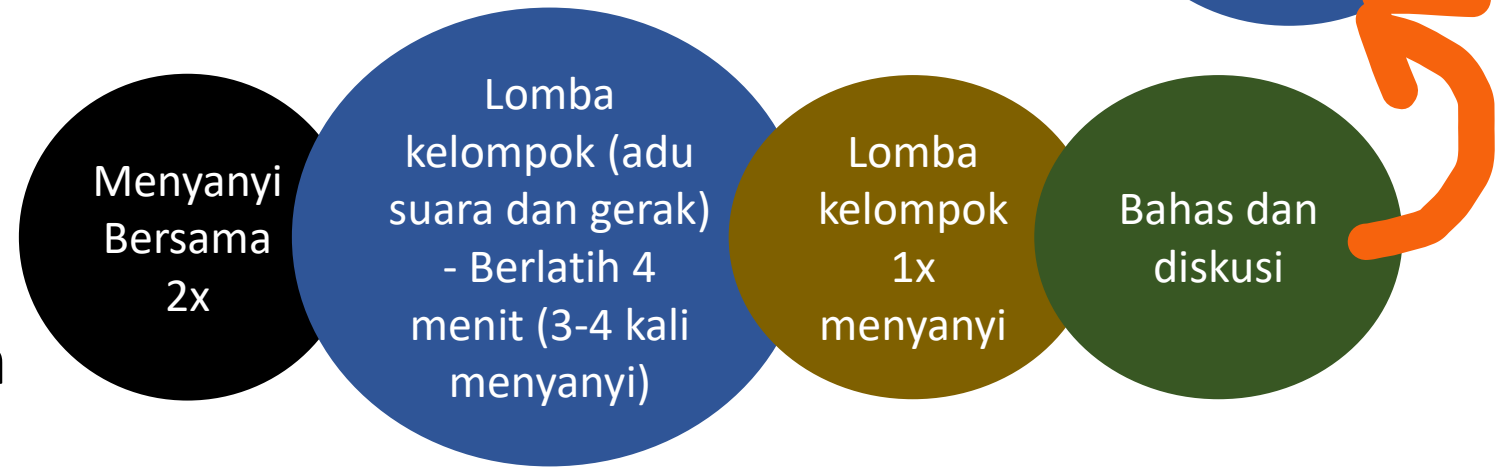 Menyanyi
Bersama
2x
Lomba
kelompok (adu
suara dan gerak)
- Berlatih 4
menit (3-4 kali
menyanyi)
Lomba
kelompok
1x
menyanyi
Bahas dan
diskusi